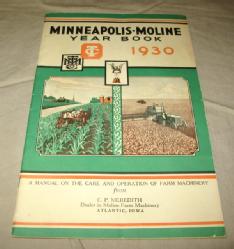 MINNEAPOLIS-MOLINE
YEAR BOOK
TC
1930
A MANUAL ON THE CARE AND OPERATION OF FARM MACHINERY
from
C. P. MEREDITH
Dealer in Moline Farm Machinery
ATLANTIC, IOWA